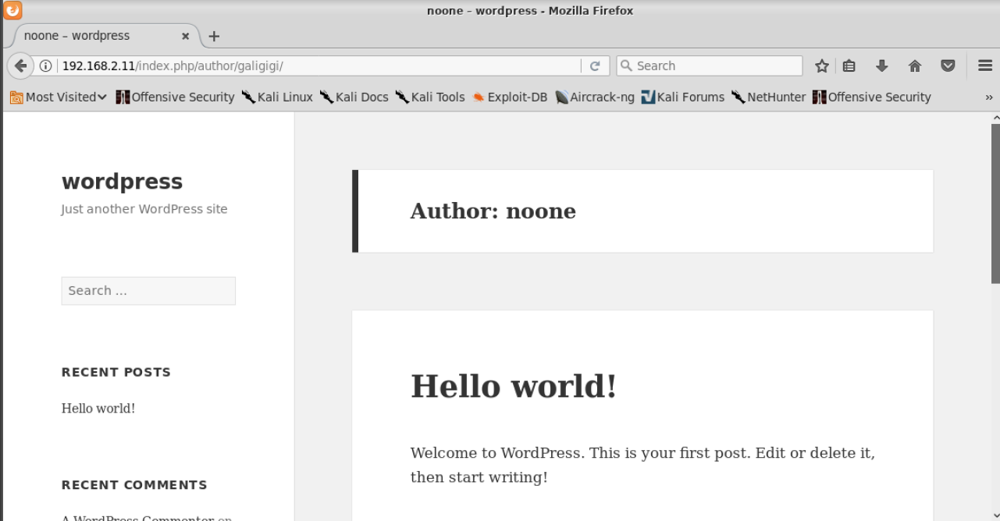 noone – wordpress - Mozilla Firefox
noone – wordpress
192.168.2.11/index.php/author/galigigi/
Search
Most Visited Offensive Security Kali Linux Kali Docs Kali Tools Exploit-DB Aircrack-ng Kali Forums NetHunter Offensive Security »
wordpress
Just another WordPress site
Search ...
RECENT POSTS
Hello world!
RECENT COMMENTS
A WordPress Commenter on
Author: noone
Hello world!
Welcome to WordPress. This is your first post. Edit or delete it,
then start writing!